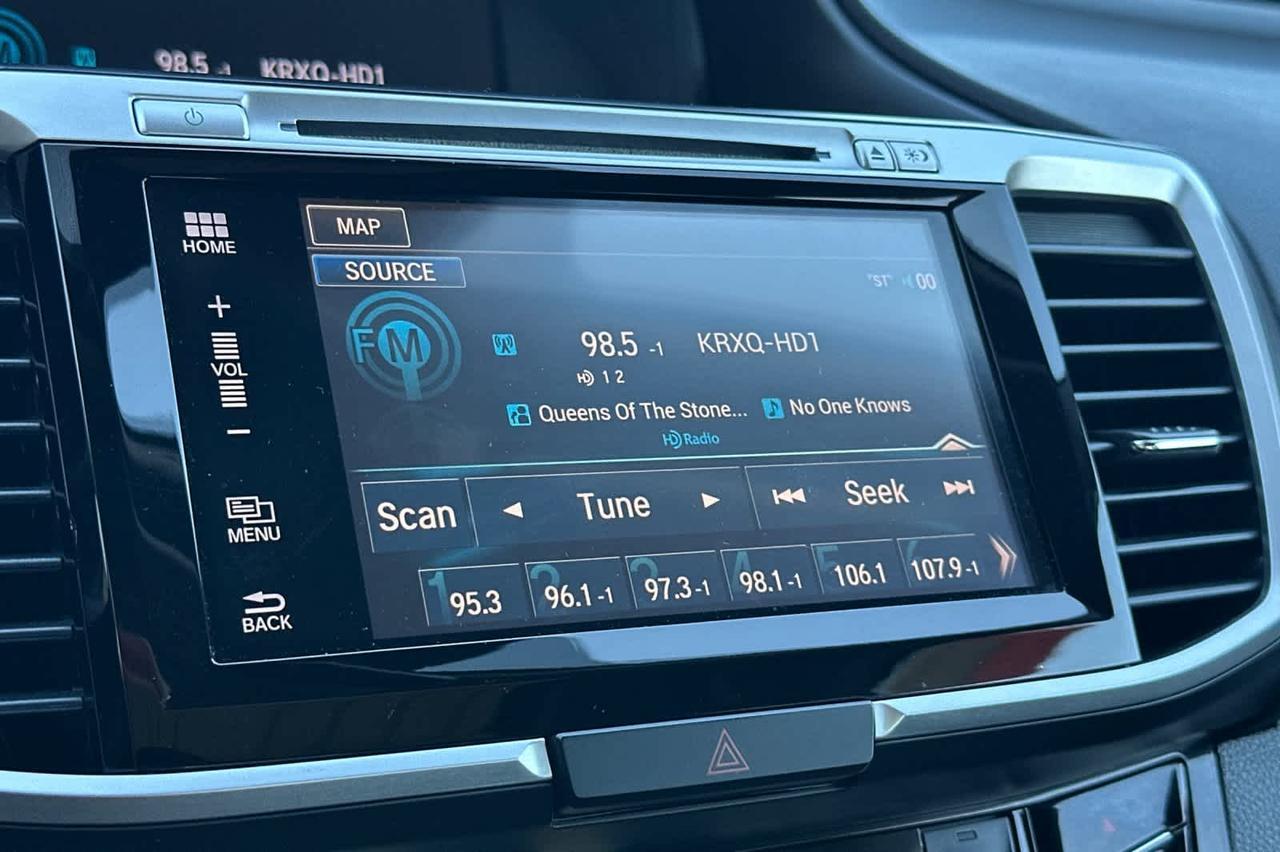 98.5 -1 KRXQ-HD1
HOME
+
VOL
-
MENU
BACK
MAP
SOURCE
"ST" 00
FM
98.5 -1 KRXQ-HD1
HD 1 2
Queens Of The Stone... No One Knows
HD Radio
Scan Tune Seek
1 95.3
2 96.1-1
3 97.3-1
4 98.1-1
5 106.1
6 107.9-1